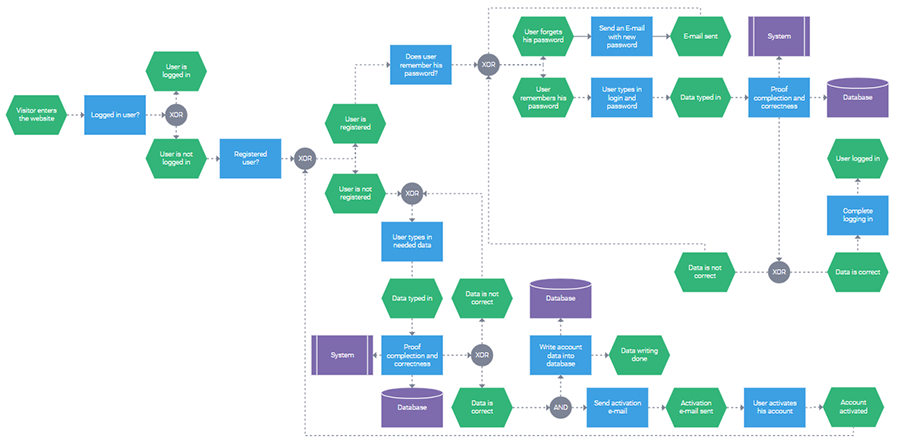 User forgets
his password
Send an E-mail
with new
password
E-mail sent
System
User is
logged in
Does user
remember his
password?
XOR
Visitor enters
the website
Logged in user?
XOR
User
remembers his
password
User types in
login and
password
Data typed in
Proof
complection and
correctness
Database
User is
registered
User is not
logged in
Registered
user?
XOR
User logged in
User is not
registered
XOR
Complete
logging in
User types in
needed data
Data is not
correct
XOR
Data is correct
Data typed in
Data is not
correct
Database
System
Proof
complection and
correctness
XOR
Write account
data into
database
Data writing
done
Database
Data is
correct
AND
Send activation
e-mail
Activation
e-mail sent
User activates
his account
Account
activated